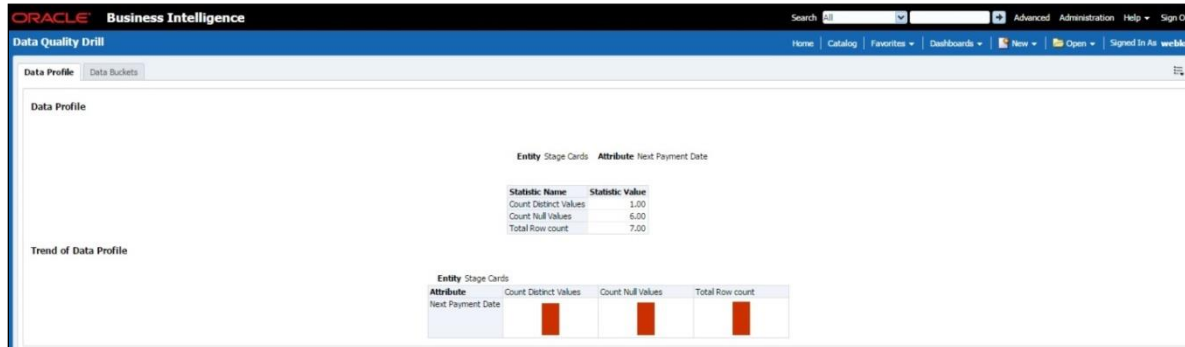 ORACLE Business Intelligence
Search All Advanced Administration Help Sign O
Data Quality Drill
Home Catalog Favorites Dashboards New Open Signed In As
Data Profile Data Buckets
Data Profile
Entity Stage Cards Attribute Next Payment Date
Statistic Name Statistic Value
Count Distinct Values 1.00
Count Null Values 6.00
Total Row count 7.00
Trend of Data Profile
Entity Stage Cards
Attribute Count Distinct Values Count Null Values Total Row count
Next Payment Date